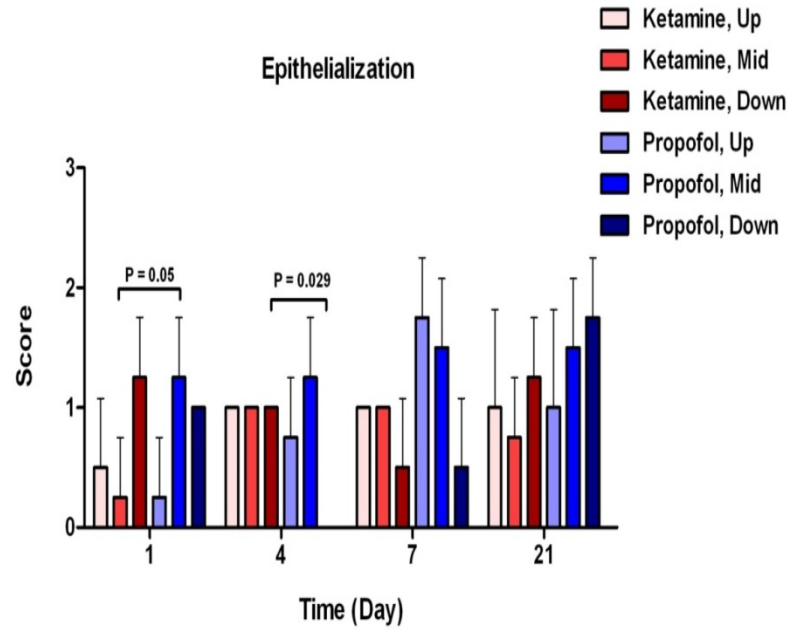 Ketamine, Up
Ketamine, Mid
Ketamine, Down
Propofol, Up
Propofol, Mid
Propofol, Down
Epithelialization
3
2
1
0
Score
P = 0.05
P = 0.029
1 4 7 21
Time (Day)